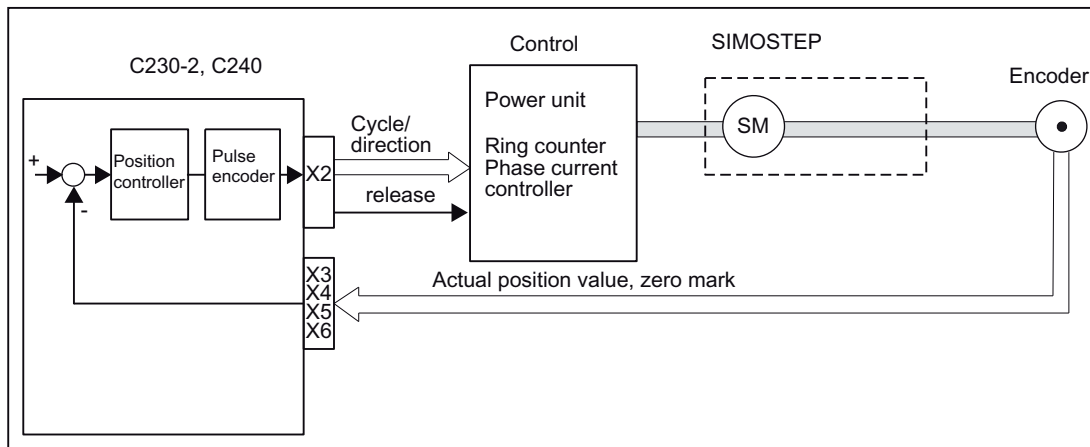 C230-2, C240
Control
SIMOSTEP
Encoder
+
-
Position
controller
Pulse
encoder
X2
Cycle/
direction
release
Power unit
Ring counter
Phase current
controller
SM
X3
X4
X5
X6
Actual position value, zero mark